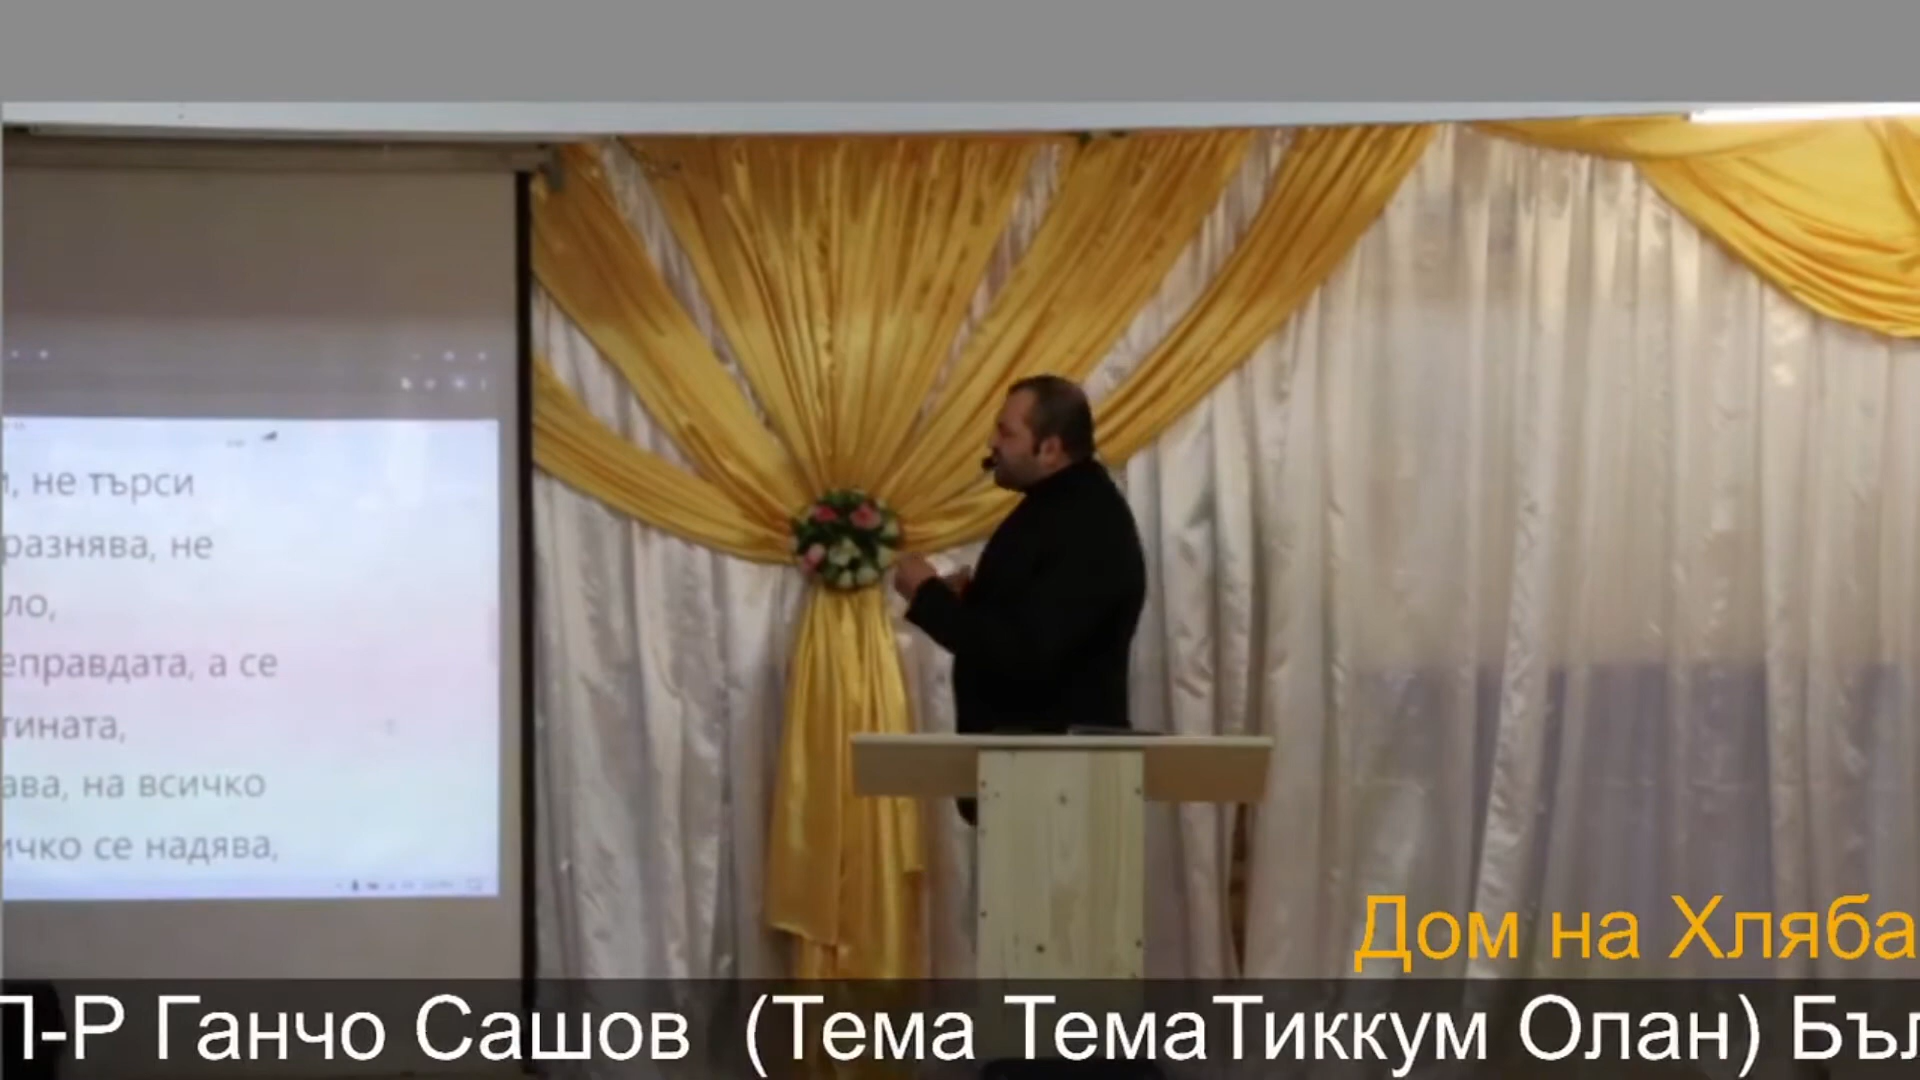 не търси
разнява, не
ло,
еправдата, а се
тината,
ава, на всичко
ичко се надява,
Дом на Хляба
П-Р Ганчо Сашов (Тема ТемаТиккум Олан) Бъл